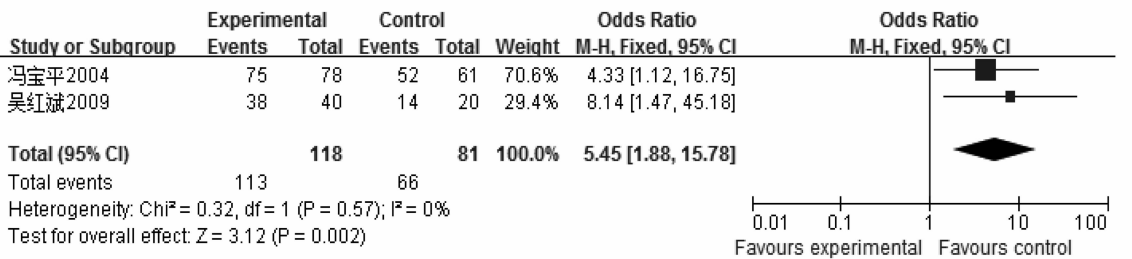 Experimental Control Odds Ratio Odds Ratio
Study or Subgroup Events Total Events Total Weight M-H, Fixed, 95% CI M-H, Fixed, 95% CI
冯宝平2004 75 78 52 61 70.6% 4.33 [1.12, 16.75]
吴红斌2009 38 40 14 20 29.4% 8.14 [1.47, 45.18]
Total (95% CI) 118 81 100.0% 5.45 [1.88, 15.78]
Total events 113 66
Heterogeneity: Chi² = 0.32, df = 1 (P = 0.57); I² = 0%
Test for overall effect: Z = 3.12 (P = 0.002)
0.01 0.1 1 10 100
Favours experimental Favours control